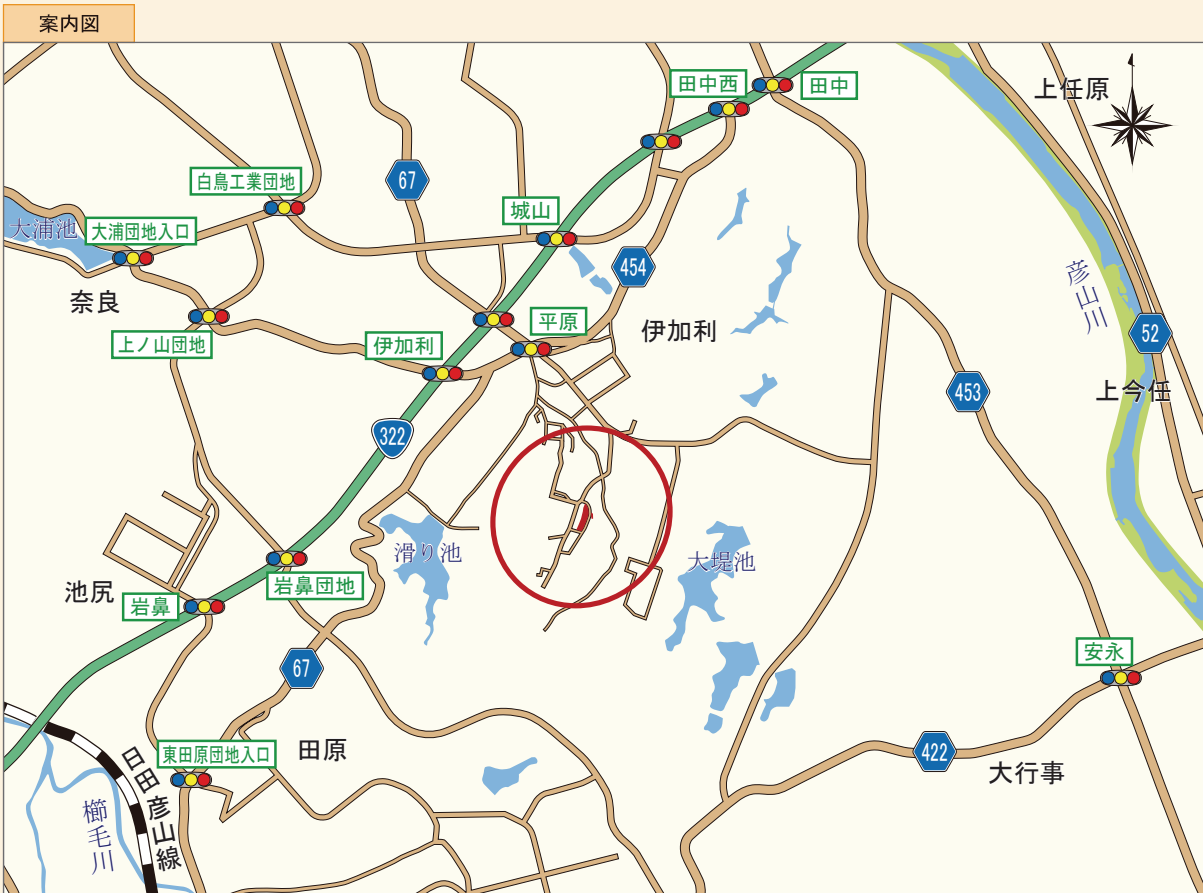 案内図
田中西
田中
上任原
白鳥工業団地
67
城山
大浦池
大浦団地入口
454
彦山川
奈良
平原
伊加利
52
上ノ山団地
伊加利
453
上今任
322
滑り池
大堤池
池尻
岩鼻団地
岩鼻
安永
67
東田原団地入口
田原
422
大行事
日田彦山線
櫛毛川